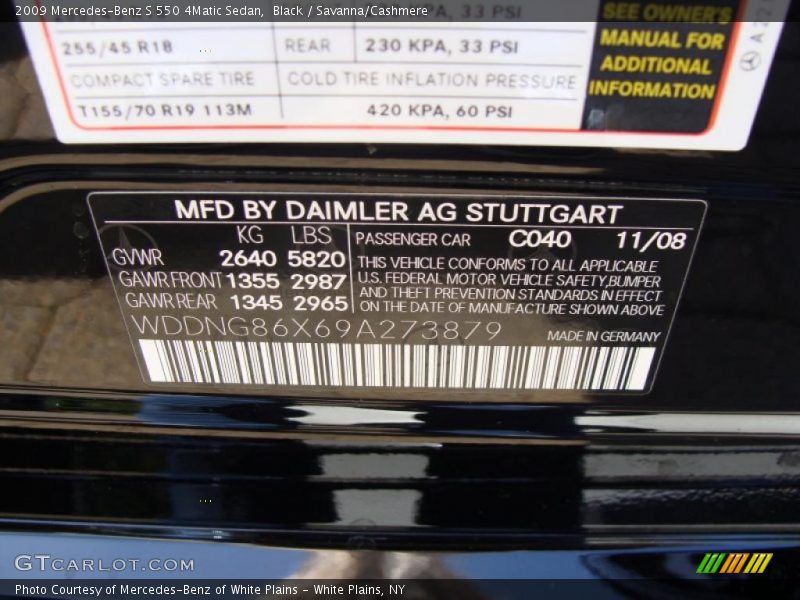 2009 Mercedes-Benz S 550 4Matic Sedan, Black / Savanna/Cashmere
PA, 33 PSI
255/45 R18 REAR 230 KPA, 33 PSI
COMPACT SPARE TIRE COLD TIRE INFLATION PRESSURE
T155/70 R19 113M 420 KPA, 60 PSI
SEE OWNER'S
MANUAL FOR
ADDITIONAL
INFORMATION
MFD BY DAIMLER AG STUTTGART
KG LBS
GVWR 2640 5820
GAWR FRONT 1355 2987
GAWR REAR 1345 2965
PASSENGER CAR C040 11/08
THIS VEHICLE CONFORMS TO ALL APPLICABLE
U.S. FEDERAL MOTOR VEHICLE SAFETY,BUMPER
AND THEFT PREVENTION STANDARDS IN EFFECT
ON THE DATE OF MANUFACTURE SHOWN ABOVE
WDDNG86X69A273879 MADE IN GERMANY
GTCARLOT.COM
Photo Courtesy of Mercedes-Benz of White Plains - White Plains, NY